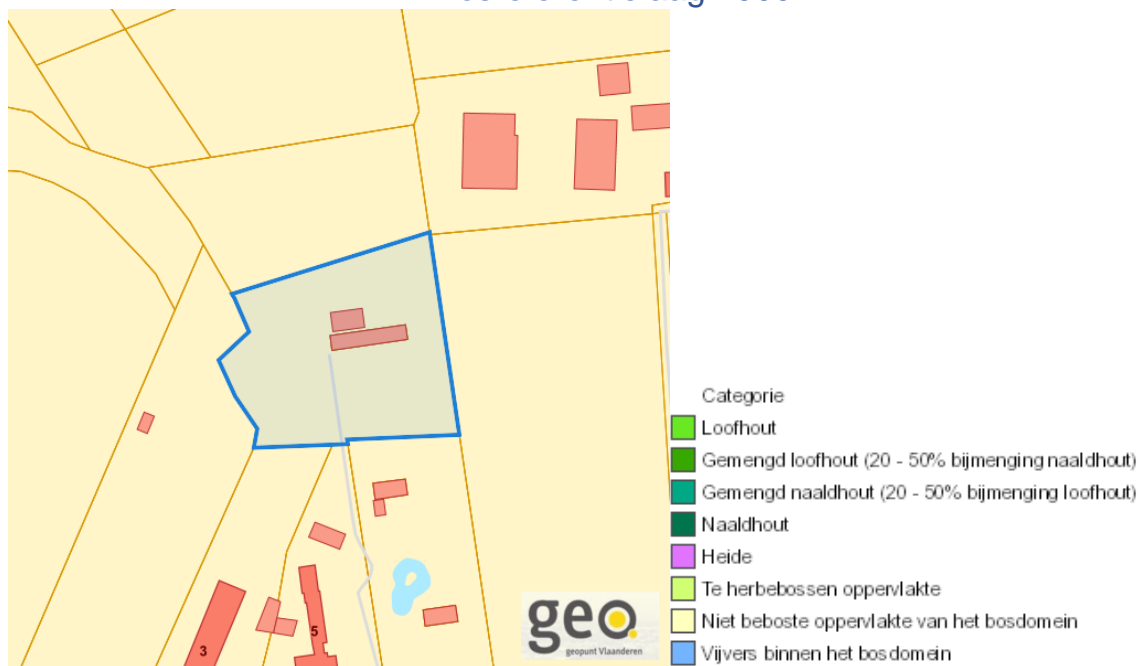 3
5
geo.
geopunt Vlaanderen
Categorie
Loofhout
Gemengd loofhout (20 - 50% bijmenging naaldhout)
Gemengd naaldhout (20 - 50% bijmenging loofhout)
Naaldhout
Heide
Te herbebossen oppervlakte
Niet beboste oppervlakte van het bosdomein
Vijvers binnen het bosdomein